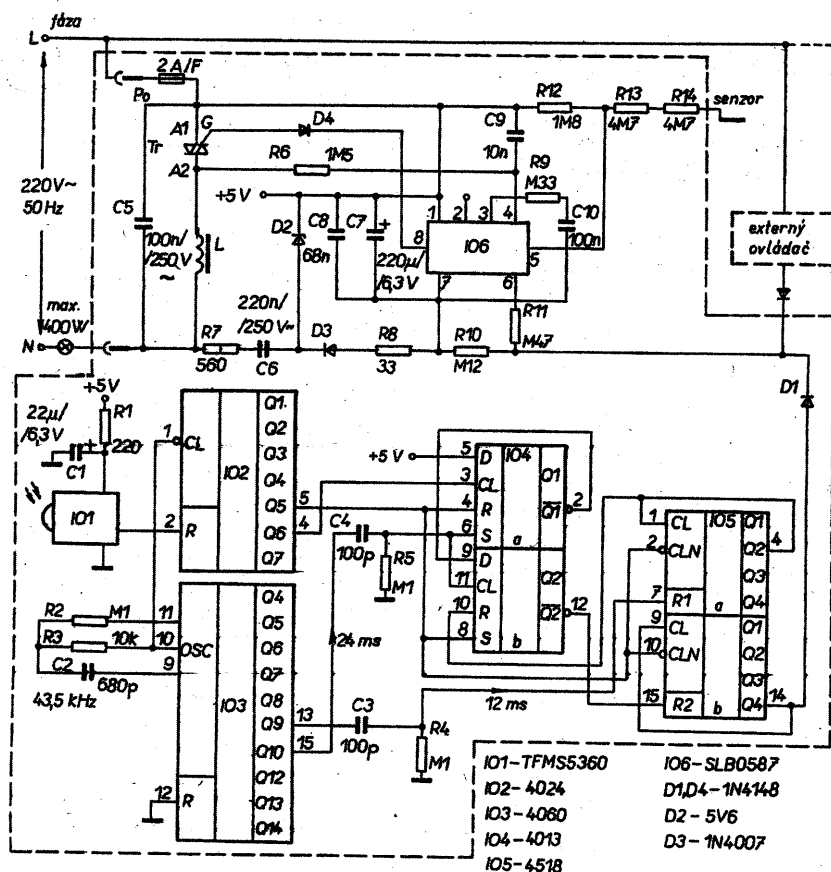 fáza
L
2A/F
Po
A1
G
D4
Tr
A2
R6
1M5
C9
10n
R12
1M8
R13
4M7
R14
4M7
senzor
R9
M33
220V~
50Hz
C5
100n/
/250V
~
L
+5V
D2
C8
68n
C7
+
220µ/
/6,3V
1
2
3
4
8
IO6
5
7
6
C10
100n
externý
ovládač
max.
400W
N
R7
560
220n/
/250V~
C6
D3
R8
33
R10
M12
R11
M47
D1
+5V
22µ/
/6,3V
R1
220
+
C1
IO1
1
CL
IO2
2
R
Q1
Q2
Q3
Q4
Q5
5
Q6
4
Q7
R2
M1
11
R3
10k
10
OSC
C2
680p
9
43,5 kHz
IO3
12
R
Q4
Q5
Q6
Q7
Q8
Q9
13
Q10
15
Q12
Q13
Q14
C4
100p
R5
M1
24 ms
C3
100p
R4
M1
12 ms
+5V
5
D
IO4
3
CL
Q1
4
R
Q1
2
6
S
a
9
D
11
CL
Q2
10
R
Q2
12
8
S
b
1
CL
IO5
Q1
2
CLN
Q2
4
Q3
7
R1
a
Q4
9
CL
Q1
10
CLN
Q2
Q3
15
R2
b
Q4
14
IO1-TFMS5360
IO2-4024
IO3-4060
IO4-4013
IO5-4518
IO6-SLB0587
D1,D4-1N4148
D2-5V6
D3-1N4007